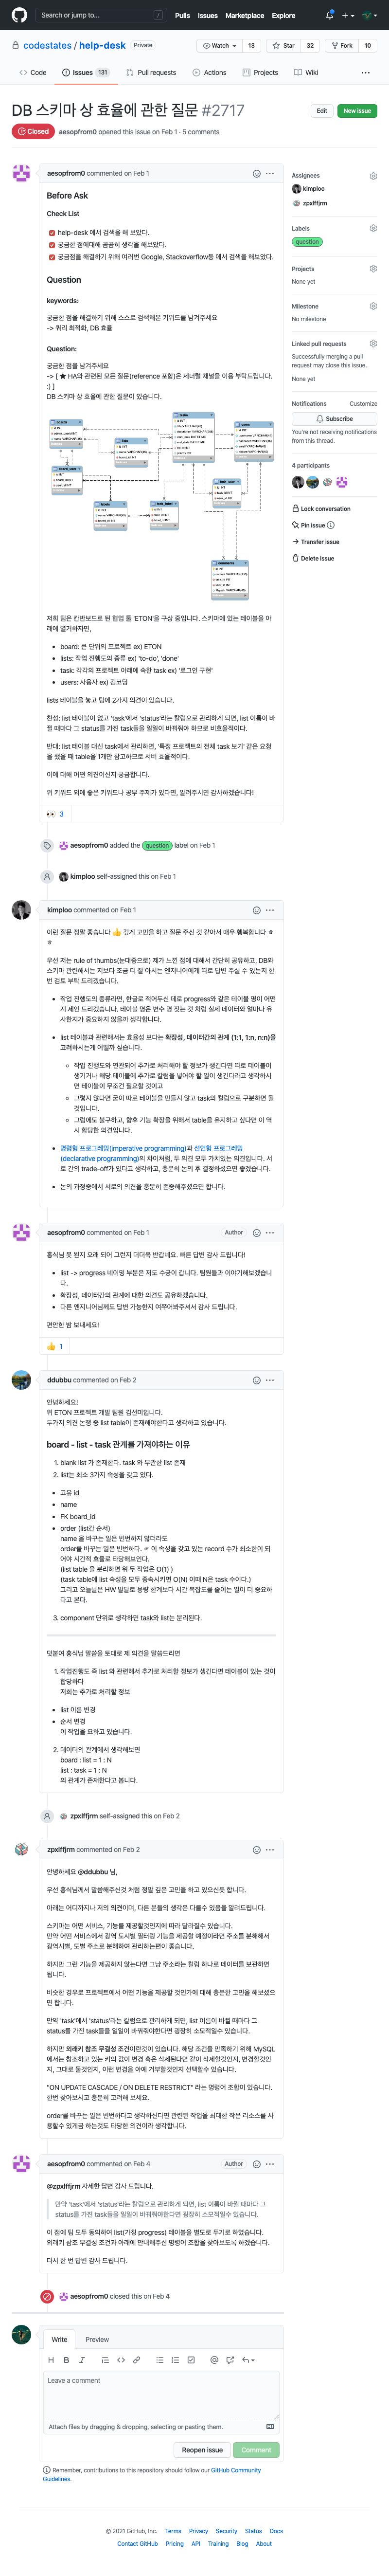 Search or jump to...
/
Pulls Issues Marketplace Explore
codestates / help-desk Private
Watch 13 Star 32 Fork 10
Code Issues 131 Pull requests Actions Projects Wiki
DB 스키마 상 효율에 관한 질문 #2717
Edit New issue
Closed aesopfrom0 opened this issue on Feb 1 · 5 comments
aesopfrom0 commented on Feb 1
Before Ask
Check List
help-desk 에서 검색을 해 보았다.
궁금한 점에대해 곰곰히 생각을 해보았다.
궁금점을 해결하기 위해 여러번 Google, Stackoverflow등 에서 검색을 해보았다.
Question
keywords:
궁금한 점을 해결하기 위해 스스로 검색해본 키워드를 남겨주세요
-> 쿼리 최적화, DB 효율
Question:
궁금한 점을 남겨주세요
-> [ ★ HA와 관련된 모든 질문(reference 포함)은 제너럴 채널을 이용 부탁드립니다.
:) ]
DB 스키마 상 효율에 관한 질문이 있습니다.
저희 팀은 칸반보드로 된 협업 툴 'ETON'을 구상 중입니다. 스키마에 있는 테이블을 아
래에 열거하자면,
board: 큰 단위의 프로젝트 ex) ETON
lists: 작업 진행도의 종류 ex) 'to-do', 'done'
task: 각각의 프로젝트 아래에 속한 task ex) '로그인 구현'
users: 사용자 ex) 김코딩
lists 테이블을 놓고 팀에 2가지 의견이 있습니다.
찬성: list 테이블이 없고 'task'에서 'status'라는 칼럼으로 관리하게 되면, list 이름이 바
뀔 때마다 그 status를 가진 task들을 일일이 바꿔줘야 하므로 비효율적이다.
반대: list 테이블 대신 task에서 관리하면, '특정 프로젝트의 전체 task 보기' 같은 요청
을 했을 때 table을 1개만 참고하므로 서버 효율적이다.
이에 대해 어떤 의견이신지 궁금합니다.
위 키워드 외에 좋은 키워드나 공부 주제가 있다면, 알려주시면 감사하겠습니다!
👀 3
aesopfrom0 added the question label on Feb 1
kimploo self-assigned this on Feb 1
kimploo commented on Feb 1
이런 질문 정말 좋습니다 👍 깊게 고민을 하고 질문 주신 것 같아서 매우 행복합니다 ㅎ
ㅎ
우선 저는 rule of thumbs(눈대중으로) 제가 느낀 점에 대해서 간단히 공유하고, DB와
스키마 관련해서는 저보다 조금 더 잘 아시는 엔지니어에게 따로 답변 주실 수 있는지 한
번 검토 부탁 드리겠습니다.
작업 진행도의 종류라면, 한글로 적어두신 데로 progress와 같은 테이블 명이 어떤
지 제안 드리겠습니다. 테이블 명은 변수 명 짓는 것 처럼 실제 데이터와 얼마나 유
사한지가 중요하지 않을까 생각합니다.
list 테이블과 관련해서는 효율성 보다는 확장성, 데이터간의 관계 (1:1, 1:n, n:n)을
고려하시는게 어떨까 싶습니다.
작업 진행도와 연관되어 추가로 처리해야 할 정보가 생긴다면 따로 테이블이
생기거나 해당 테이블에 추가로 칼럼을 넣어야 할 일이 생긴다라고 생각하시
면 테이블이 무조건 필요할 것이고
그렇지 않다면 굳이 따로 테이블을 만들지 않고 task의 컬럼으로 구분하면 될
것입니다.
그럼에도 불구하고, 향후 기능 확장을 위해서 table을 유지하고 싶다면 이 역
시 합당한 의견입니다.
명령형 프로그레밍(imperative programming)과 선언형 프로그레밍
(declarative programming)의 차이처럼, 두 의견 모두 가치있는 의견입니다. 서
로 간의 trade-off가 있다고 생각하고, 충분히 논의 후 결정하셨으면 좋겠습니다.
논의 과정중에서 서로의 의견을 충분히 존중해주셨으면 합니다.
aesopfrom0 commented on Feb 1 Author
홍식님 못 뵌지 오래 되어 그런지 더더욱 반갑네요. 빠른 답변 감사 드립니다!
list -> progress 네이밍 부분은 저도 수긍이 갑니다. 팀원들과 이야기해보겠습니
다.
확장성, 데이터간의 관계에 대한 의견도 공유하겠습니다.
다른 엔지니어님께도 답변 가능한지 여쭈어봐주셔서 감사 드립니다.
편안한 밤 보내세요!
👍 1
ddubbu commented on Feb 2
안녕하세요!
위 ETON 프로젝트 개발 팀원 김선미입니다.
두가지 의견 논쟁 중 list table이 존재해야한다고 생각하고 있습니다.
board - list - task 관계를 가져야하는 이유
1. blank list 가 존재한다. task 와 무관한 list 존재
2. list는 최소 3가지 속성을 갖고 있다.
고유 id
name
FK board_id
order (list간 순서)
name 을 바꾸는 일은 빈번하지 않더라도
order를 바꾸는 일은 빈번하다. ☞ 이 속성을 갖고 있는 record 수가 최소한이 되
어야 시간적 효율로 타당해보인다.
(list table 을 분리하면 위 두 작업은 O(1) )
(task table에 list 속성을 모두 종속시키면 O(N) 이때 N은 task 수이다.)
그리고 오늘날은 HW 발달로 용량 한계보다 시간 복잡도를 줄이는 일이 더 중요하
다고 본다.
3. component 단위로 생각하면 task와 list는 분리된다.
덧붙여 홍식님 말씀을 토대로 제 의견을 말씀드리면
1. 작업진행도 즉 list 와 관련해서 추가로 처리할 정보가 생긴다면 테이블이 있는 것이
합당하다
저희는 추가로 처리할 정보
list 이름 변경
순서 변경
이 작업을 요하고 있습니다.
2. 데이터의 관계에서 생각해보면
board : list = 1 : N
list : task = 1 : N
의 관계가 존재한다고 봅니다.
zpxlffjrm self-assigned this on Feb 2
zpxlffjrm commented on Feb 2
안녕하세요 @ddubbu 님,
우선 홍식님께서 말씀해주신것 처럼 정말 깊은 고민을 하고 있으신듯 합니다.
아래는 어디까지나 저의 의견이며, 다른 분들의 생각은 다를수 있음을 알려드립니다.
스키마는 어떤 서비스, 기능을 제공할것인지에 따라 달라질수 있습니다.
만약 어떤 서비스에서 광역 도시별 필터링 기능을 제공할 예정이라면 주소를 분해해서
광역시별, 도별 주소로 분해하여 관리하는편이 좋습니다.
하지만 그런 기능을 제공하지 않는다면 그냥 주소라는 컬럼 하나로 데이터를 보관하면
됩니다.
비슷한 경우로 프로젝트에서 어떤 기능을 제공할 것인가에 대해 충분한 고민을 해보셨으
면 합니다.
만약 'task'에서 'status'라는 칼럼으로 관리하게 되면, list 이름이 바뀔 때마다 그
status를 가진 task들을 일일이 바꿔줘야한다면 굉장히 소모적일수 있습니다.
하지만 외래키 참조 무결성 조건이란것이 있습니다. 해당 조건을 만족하기 위해 MySQL
에서는 참조하고 있는 키의 값이 변경 혹은 삭제된다면 같이 삭제할것인지, 변경할것인
지, 그대로 둘것인지, 이런 변경을 아예 거부할것인지 선택할수 있습니다.
"ON UPDATE CASCADE / ON DELETE RESTRICT" 라는 명령어 조합이 있습니다.
한번 찾아보시고 충분히 고려해 보세요.
order를 바꾸는 일은 빈번하다고 생각하신다면 관련된 작업을 최대한 작은 리소스를 사
용할수 있게끔 하는것도 타당한 의견이라 생각합니다.
aesopfrom0 commented on Feb 4 Author
@zpxlffjrm 자세한 답변 감사 드립니다.
만약 'task'에서 'status'라는 칼럼으로 관리하게 되면, list 이름이 바뀔 때마다 그
status를 가진 task들을 일일이 바꿔줘야한다면 굉장히 소모적일수 있습니다.
이 점에 팀 모두 동의하여 list(가칭 progress) 테이블을 별도로 두기로 하였습니다.
외래키 참조 무결성 조건과 아래에 안내해주신 명령어 조합을 찾아보도록 하겠습니다.
다시 한 번 답변 감사 드립니다.
aesopfrom0 closed this on Feb 4
Write Preview
Leave a comment
Attach files by dragging & dropping, selecting or pasting them.
Reopen issue Comment
Remember, contributions to this repository should follow our GitHub Community
Guidelines.
Assignees
kimploo
zpxlffjrm
Labels
question
Projects
None yet
Milestone
No milestone
Linked pull requests
Successfully merging a pull
request may close this issue.
None yet
Notifications Customize
Subscribe
You're not receiving notifications
from this thread.
4 participants
Lock conversation
Pin issue
Transfer issue
Delete issue
© 2021 GitHub, Inc. Terms Privacy Security Status Docs
Contact GitHub Pricing API Training Blog About